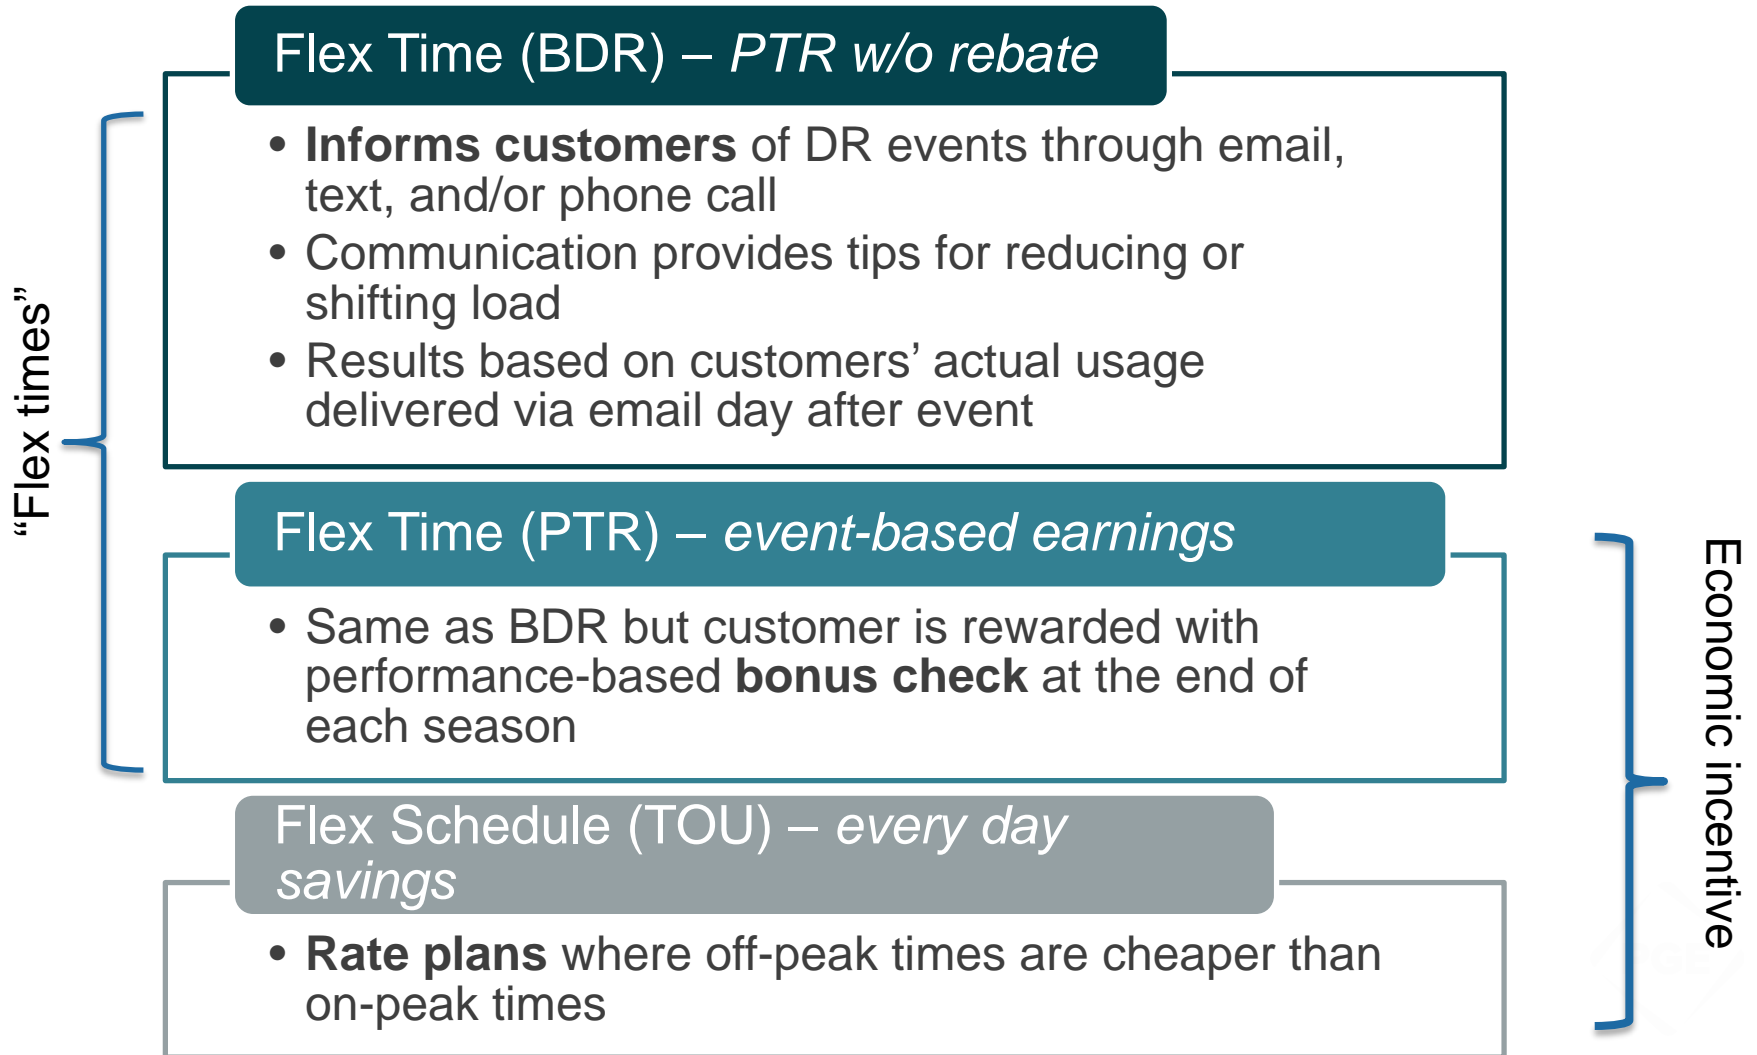 Flex Time (BDR) – PTR w/o rebate
• Informs customers of DR events through email,
text, and/or phone call
• Communication provides tips for reducing or
shifting load
• Results based on customers’ actual usage
delivered via email day after event
“Flex times”
Flex Time (PTR) – event-based earnings
• Same as BDR but customer is rewarded with
performance-based bonus check at the end of
each season
Economic incentive
Flex Schedule (TOU) – every day
savings
• Rate plans where off-peak times are cheaper than
on-peak times